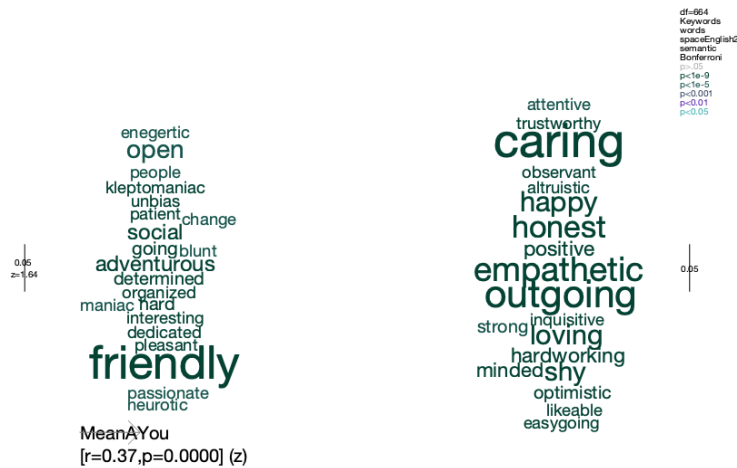 df=664
Keywords
words
spaceEnglish2
semantic
Bonferroni
p>.05
p<1e-9
p<1e-5
p<0.001
p<0.01
p<0.05
enegertic
open
people
kleptomaniac
unbias
patient change
social
going blunt
adventurous
determined
organized
maniac hard
interesting
dedicated
pleasant
friendly
passionate
neurotic
0.05
z=1.64
attentive
trustworthy
caring
observant
altruistic
happy
honest
positive
empathetic
outgoing
inquisitive
strong loving
hardworking
minded shy
optimistic
likeable
easygoing
0.05
MeanAYou
[r=0.37,p=0.0000] (z)